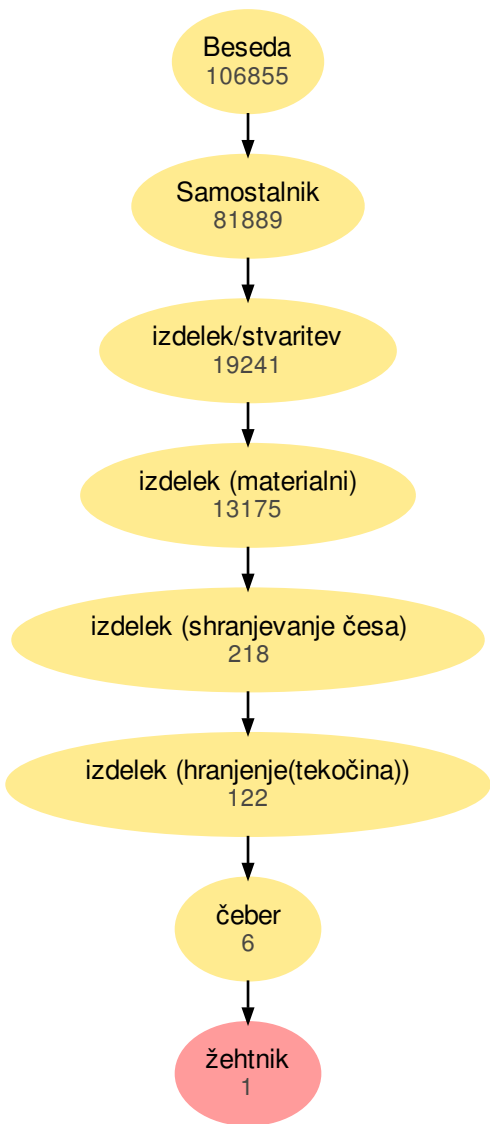 Beseda
106855
Samostalnik
81889
izdelek/stvaritev
19241
izdelek (materialni)
13175
izdelek (shranjevanje česa)
218
izdelek (hranjenje(tekočina))
122
čeber
6
žehtnik
1